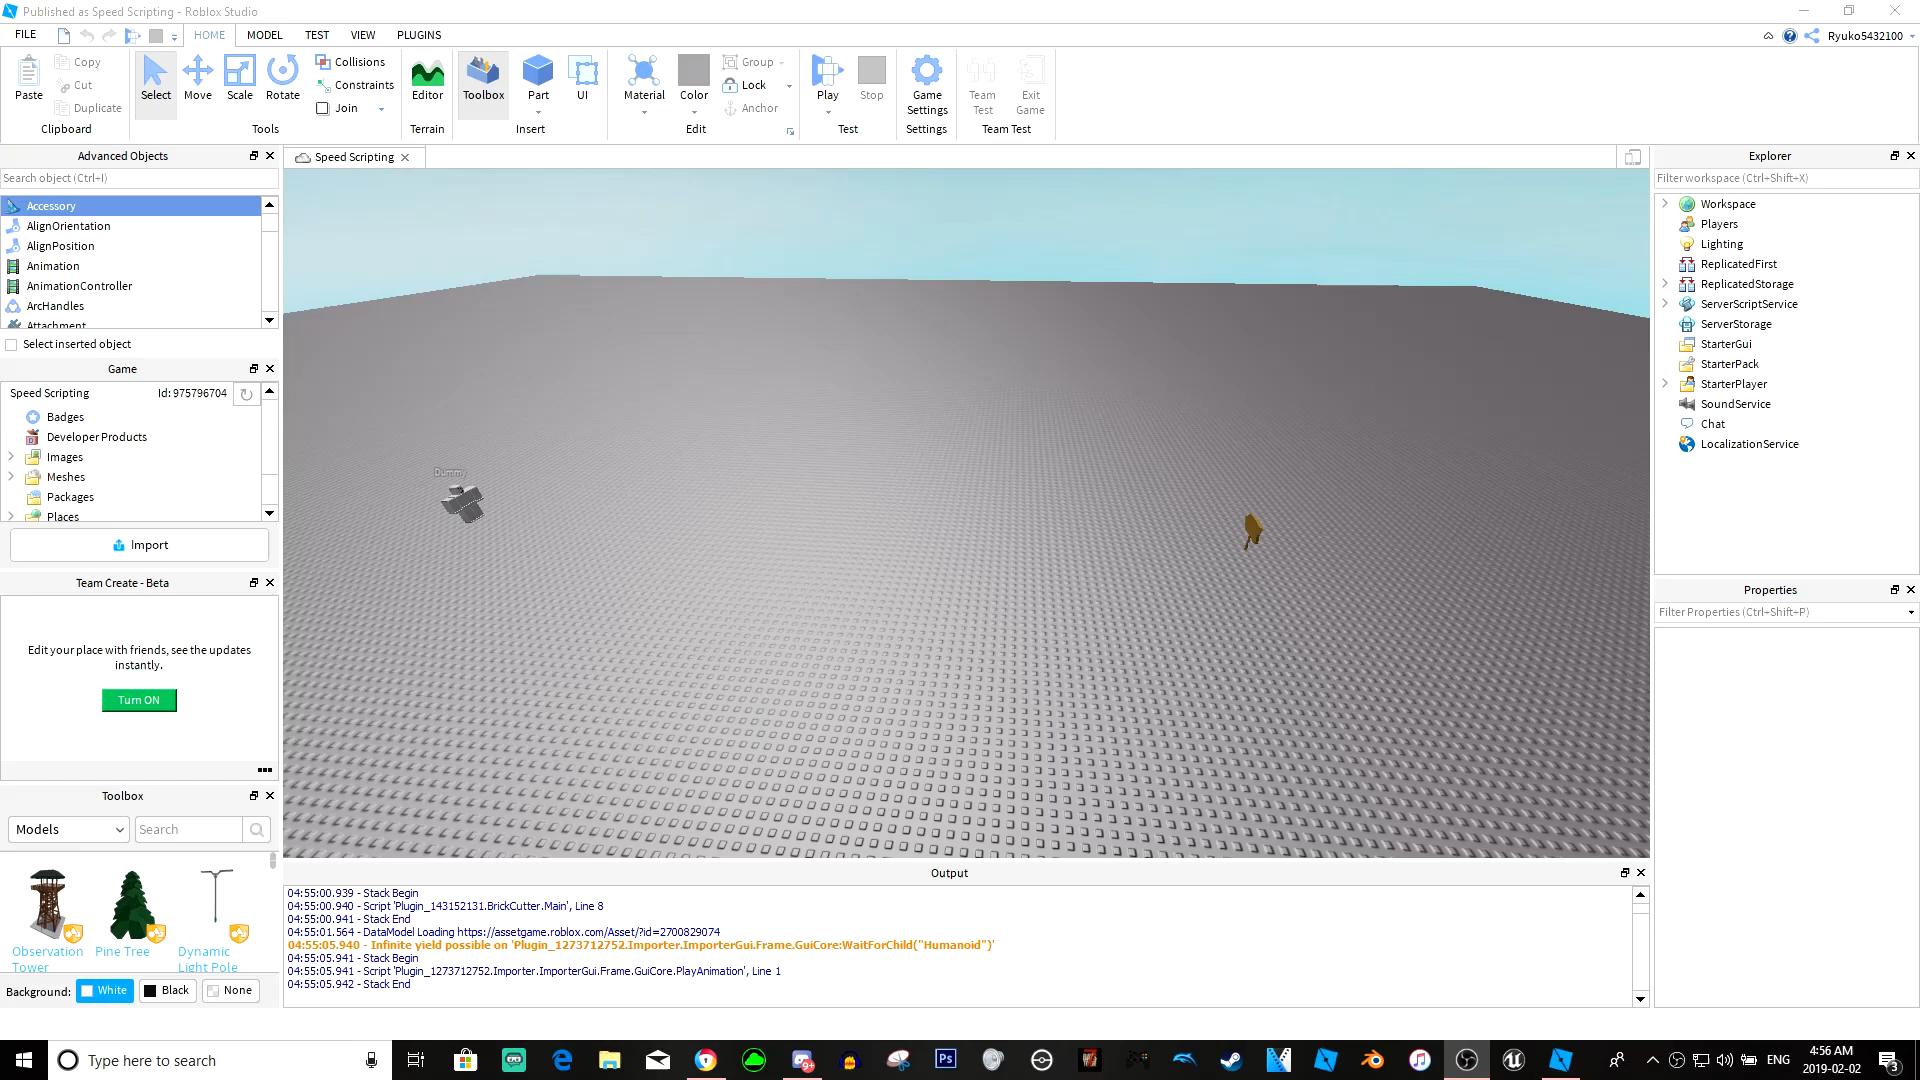 Published as Speed Scripting - Roblox Studio
FILE
HOME
MODEL
TEST
VIEW
PLUGINS
Ryuko5432100
Paste
Copy
Cut
Duplicate
Clipboard
Select
Move
Scale
Rotate
Collisions
Constraints
Join
Tools
Editor
Terrain
Toolbox
Part
UI
Insert
Material
Color
Group
Lock
Anchor
Edit
Play
Stop
Test
Game
Settings
Settings
Team
Test
Exit
Game
Team Test
Advanced Objects
Search object (Ctrl+I)
Accessory
AlignOrientation
AlignPosition
Animation
AnimationController
ArcHandles
Attachment
Select inserted object
Game
Speed Scripting Id: 975796704
Badges
Developer Products
Images
Meshes
Packages
Places
Import
Team Create - Beta
Edit your place with friends, see the updates
instantly.
Turn ON
Toolbox
Models
Search
Observation
Tower
Pine Tree
Dynamic
Light Pole
Background:
White
Black
None
Speed Scripting
Dummy
Output
04:55:00.939 - Stack Begin
04:55:00.940 - Script 'Plugin_143152131.BrickCutter.Main', Line 8
04:55:00.941 - Stack End
04:55:01.564 - DataModel Loading https://assetgame.roblox.com/Asset/?id=2700829074
04:55:05.940 - Infinite yield possible on 'Plugin_1273712752.Importer.ImporterGui.Frame.GuiCore:WaitForChild("Humanoid")'
04:55:05.941 - Stack Begin
04:55:05.941 - Script 'Plugin_1273712752.Importer.ImporterGui.Frame.GuiCore.PlayAnimation', Line 1
04:55:05.942 - Stack End
Explorer
Filter workspace (Ctrl+Shift+X)
Workspace
Players
Lighting
ReplicatedFirst
ReplicatedStorage
ServerScriptService
ServerStorage
StarterGui
StarterPack
StarterPlayer
SoundService
Chat
LocalizationService
Properties
Filter Properties (Ctrl+Shift+P)
Type here to search
Ps
9+
ENG
4:56 AM
2019-02-02
3